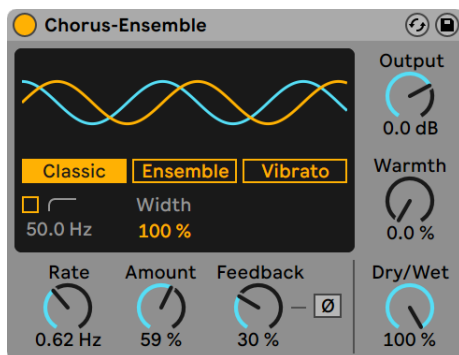 Chorus-Ensemble
Output
0.0 dB
Classic Ensemble Vibrato
Warmth
50.0 Hz
Width
100 %
0.0 %
Rate Amount Feedback Dry/Wet
Ø
0.62 Hz 59 % 30 % 100 %